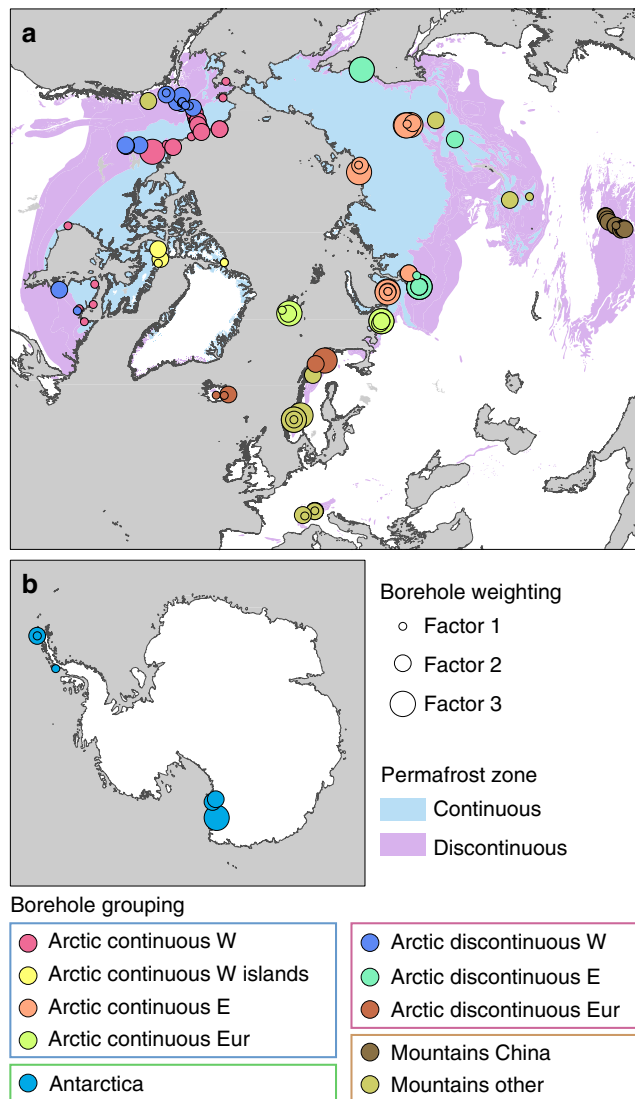 a
b
Borehole weighting
Factor 1
Factor 2
Factor 3
Permafrost zone
Continuous
Discontinuous
Borehole grouping
Arctic continuous W
Arctic continuous W islands
Arctic continuous E
Arctic continuous Eur
Antarctica
Arctic discontinuous W
Arctic discontinuous E
Arctic discontinuous Eur
Mountains China
Mountains other